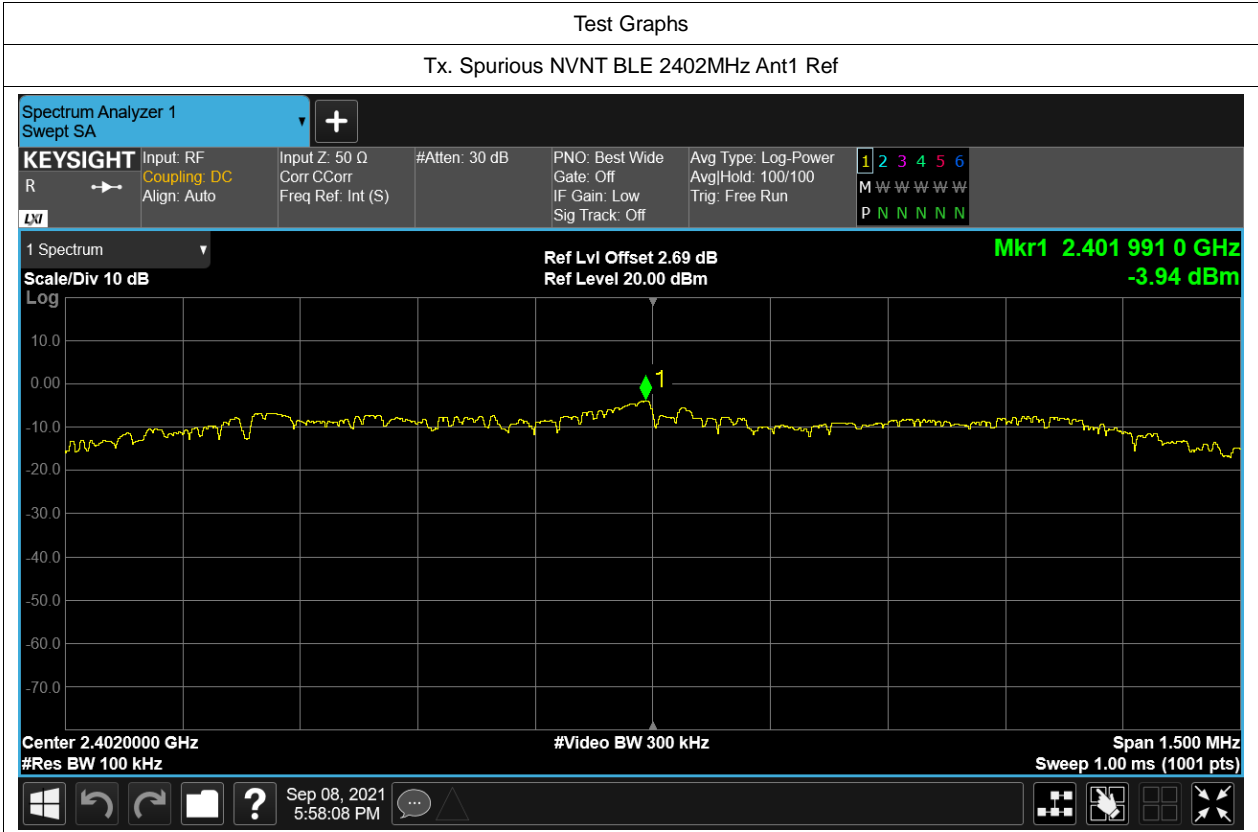 Test Graphs
Tx. Spurious NVNT BLE 2402MHz Ant1 Ref
Spectrum Analyzer 1
Swept SA
+
KEYSIGHT
R
LXI
Input: RF
Coupling: DC
Align: Auto
Input Z: 50 Ω
Corr CCorr
Freq Ref: Int (S)
#Atten: 30 dB
PNO: Best Wide
Gate: Off
IF Gain: Low
Sig Track: Off
Avg Type: Log-Power
Avg|Hold: 100/100
Trig: Free Run
1 2 3 4 5 6
M W W W W W W
P N N N N N
1 Spectrum
Scale/Div 10 dB
Log
Ref Lvl Offset 2.69 dB
Ref Level 20.00 dBm
Mkr1 2.401 991 0 GHz
-3.94 dBm
10.0
0.00
-10.0
-20.0
-30.0
-40.0
-50.0
-60.0
-70.0
1
Center 2.4020000 GHz
#Res BW 100 kHz
#Video BW 300 kHz
Span 1.500 MHz
Sweep 1.00 ms (1001 pts)
?
Sep 08, 2021
5:58:08 PM